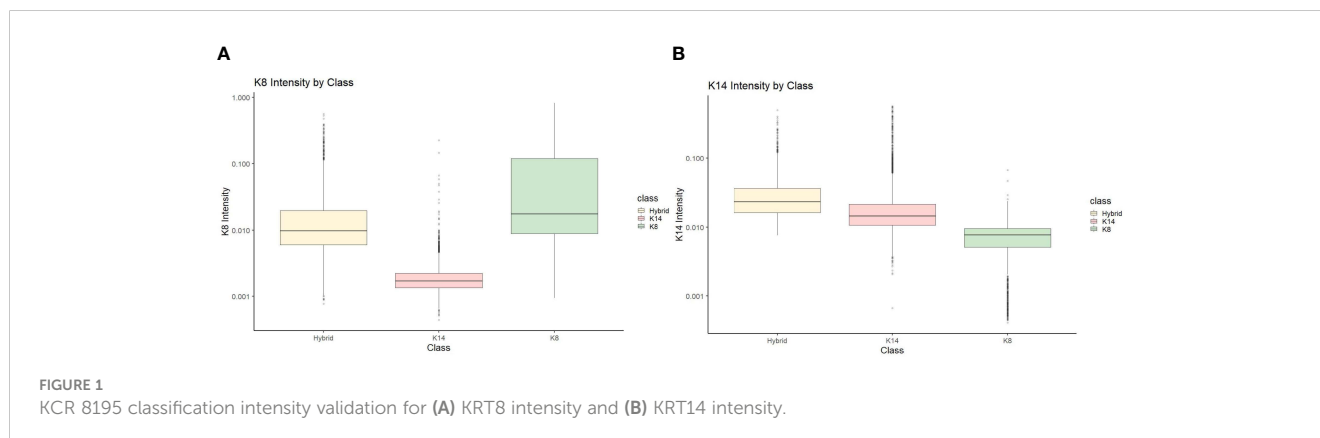 A
K8 Intensity by Class
1.000
0.100
0.010
0.001
K8 Intensity
Hybrid
K14
K8
Class
class
Hybrid
K14
K8
B
K14 Intensity by Class
0.100
0.010
0.001
K14 Intensity
Hybrid
K14
K8
Class
class
Hybrid
K14
K8
FIGURE 1
KCR 8195 classification intensity validation for (A) KRT8 intensity and (B) KRT14 intensity.